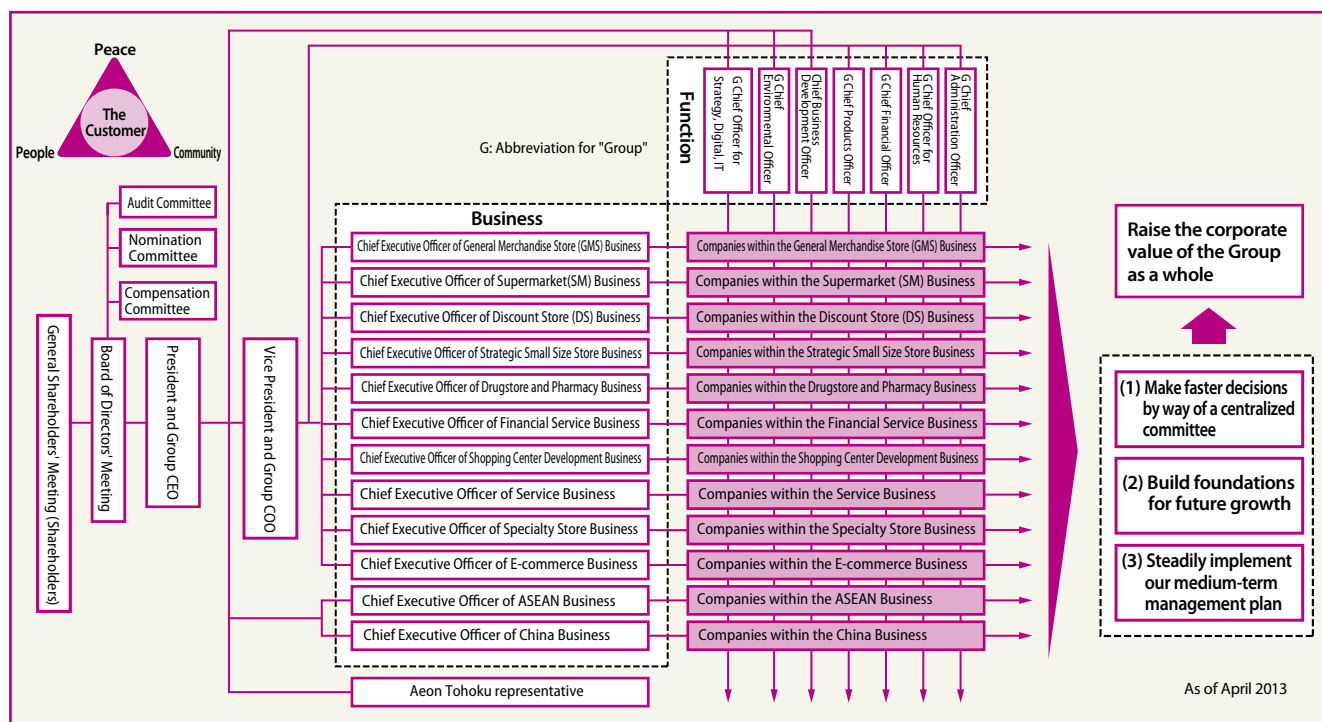 Peace
The
Customer
People
Community
G: Abbreviation for "Group"
Function
G Chief Officer for
Strategy, Digital, IT
G Chief
Environmental Officer
Chief Business
Development Officer
G Chief Products Officer
G Chief Financial Officer
G Chief Officer for
Human Resources
G Chief
Administration Officer
Audit Committee
Nomination
Committee
Compensation
Committee
General Shareholders' Meeting (Shareholders)
Board of Directors' Meeting
President and Group CEO
Vice President and Group COO
Business
Chief Executive Officer of General Merchandise Store (GMS) Business
Companies within the General Merchandise Store (GMS) Business
Chief Executive Officer of Supermarket(SM) Business
Companies within the Supermarket (SM) Business
Chief Executive Officer of Discount Store (DS) Business
Companies within the Discount Store (DS) Business
Chief Executive Officer of Strategic Small Size Store Business
Companies within the Strategic Small Size Store Business
Chief Executive Officer of Drugstore and Pharmacy Business
Companies within the Drugstore and Pharmacy Business
Chief Executive Officer of Financial Service Business
Companies within the Financial Service Business
Chief Executive Officer of Shopping Center Development Business
Companies within the Shopping Center Development Business
Chief Executive Officer of Service Business
Companies within the Service Business
Chief Executive Officer of Specialty Store Business
Companies within the Specialty Store Business
Chief Executive Officer of E-commerce Business
Companies within the E-commerce Business
Chief Executive Officer of ASEAN Business
Companies within the ASEAN Business
Chief Executive Officer of China Business
Companies within the China Business
Aeon Tohoku representative
Raise the corporate
value of the Group
as a whole
(1) Make faster decisions
by way of a centralized
committee
(2) Build foundations
for future growth
(3) Steadily implement
our medium-term
management plan
As of April 2013